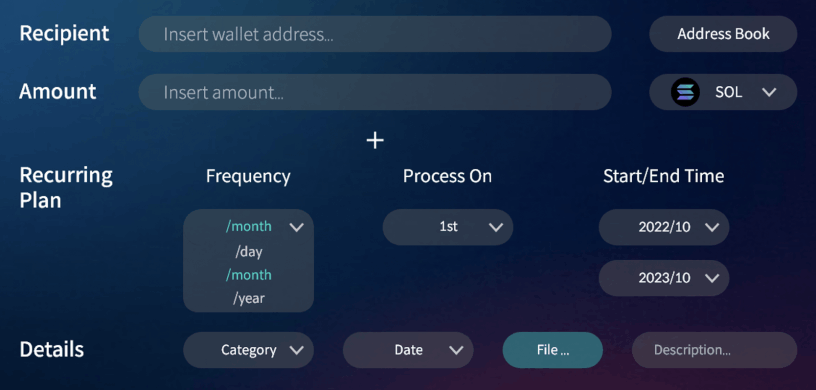 Recipient
Insert wallet address...
Address Book
Amount
Insert amount...
SOL
+
Recurring
Plan
Frequency
Process On
Start/End Time
/month
/day
/month
/year
1st
2022/10
2023/10
Details
Category
Date
File ...
Description...